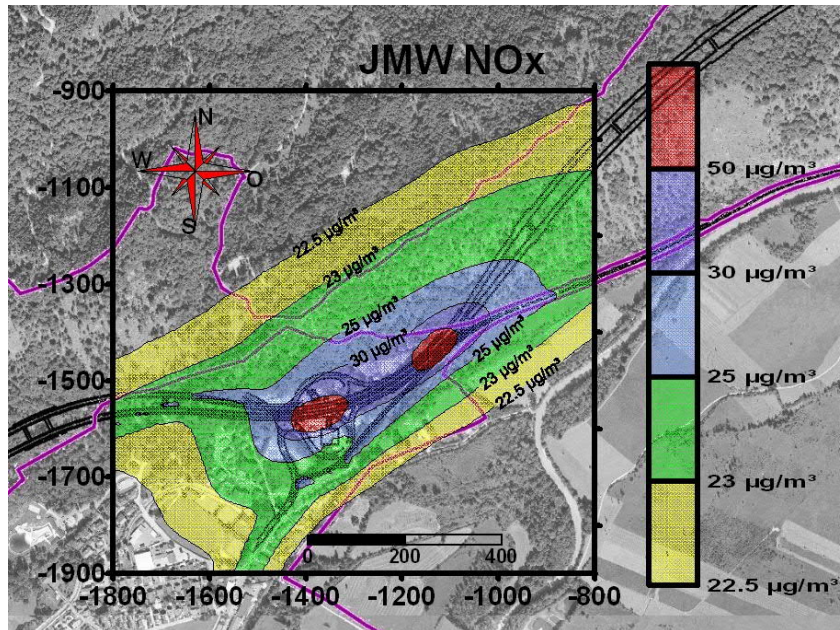 JMW NOx
-900
-1100
-1300
-1500
-1700
-1900
-1800
-1600
-1400
-1200
-1000
-800
N
W
O
S
22.5 µg/m³
23 µg/m³
25 µg/m³
30 µg/m³
25 µg/m³
23 µg/m³
22.5 µg/m³
0
200
400
50 µg/m³
30 µg/m³
25 µg/m³
23 µg/m³
22.5 µg/m³